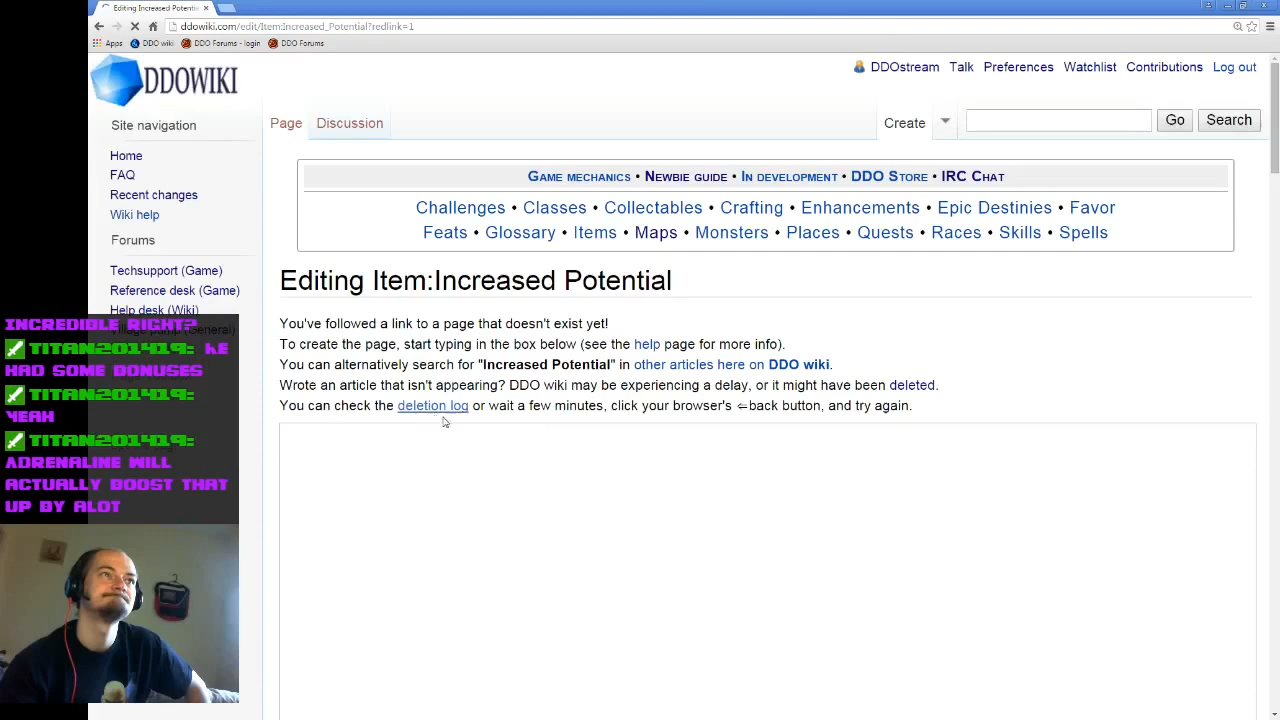 Editing Increased Potenti
ddowiki.com/edit/Item:Increased_Potential?redlink=1
Apps DDO wiki DDO Forums - login DDO Forums
DDOWIKI
DDOstream Talk Preferences Watchlist Contributions Log out
Page Discussion Create Go Search
Site navigation
Home
FAQ
Recent changes
Wiki help
Forums
Techsupport (Game)
Reference desk (Game)
Help desk (Wiki)
Game mechanics • Newbie guide • In development • DDO Store • IRC Chat
Challenges • Classes • Collectables • Crafting • Enhancements • Epic Destinies • Favor
Feats • Glossary • Items • Maps • Monsters • Places • Quests • Races • Skills • Spells
Editing Item:Increased Potential
You've followed a link to a page that doesn't exist yet!
To create the page, start typing in the box below (see the help page for more info).
You can alternatively search for "Increased Potential" in other articles here on DDO wiki.
Wrote an article that isn't appearing? DDO wiki may be experiencing a delay, or it might have been deleted.
You can check the deletion log or wait a few minutes, click your browser's ⇐back button, and try again.
INCREDIBLE RIGHT?
TITAN201419: HE
HAD SOME BONUSES
TITAN201419:
YEAH
TITAN201419:
ADRENALINE WILL
ACTUALLY BOOST THAT
UP BY ALOT